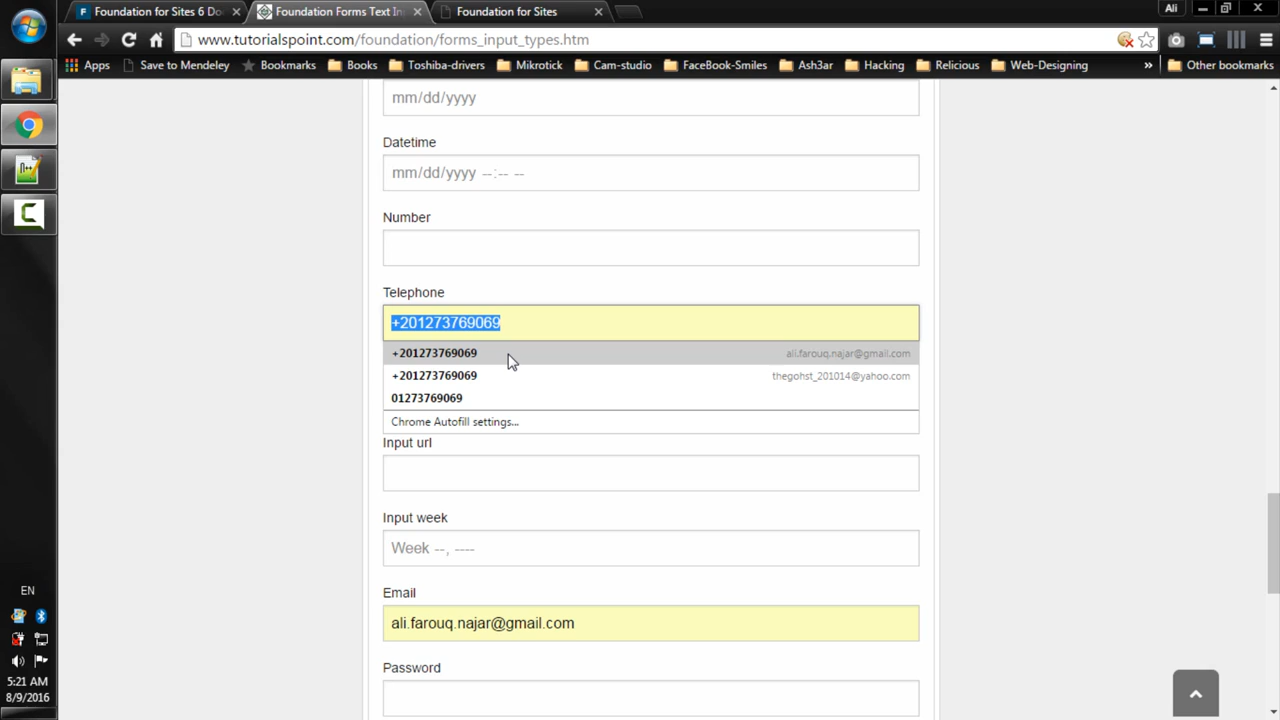 Foundation for Sites 6 Do
Foundation Forms Text In
Foundation for Sites
Ali
www.tutorialspoint.com/foundation/forms_input_types.htm
Apps
Save to Mendeley
Bookmarks
Books
Toshiba-drivers
Mikrotick
Cam-studio
FaceBook-Smiles
Ash3ar
Hacking
Relicious
Web-Designing
»
Other bookmarks
mm/dd/yyyy
Datetime
mm/dd/yyyy --:-- --
Number
Telephone
+201273769069
+201273769069 ali.farouq.najar@gmail.com
+201273769069 thegohst_201014@yahoo.com
01273769069
Chrome Autofill settings...
Input url
Input week
Week --, ----
Email
ali.farouq.najar@gmail.com
Password
EN
5:21 AM
8/9/2016